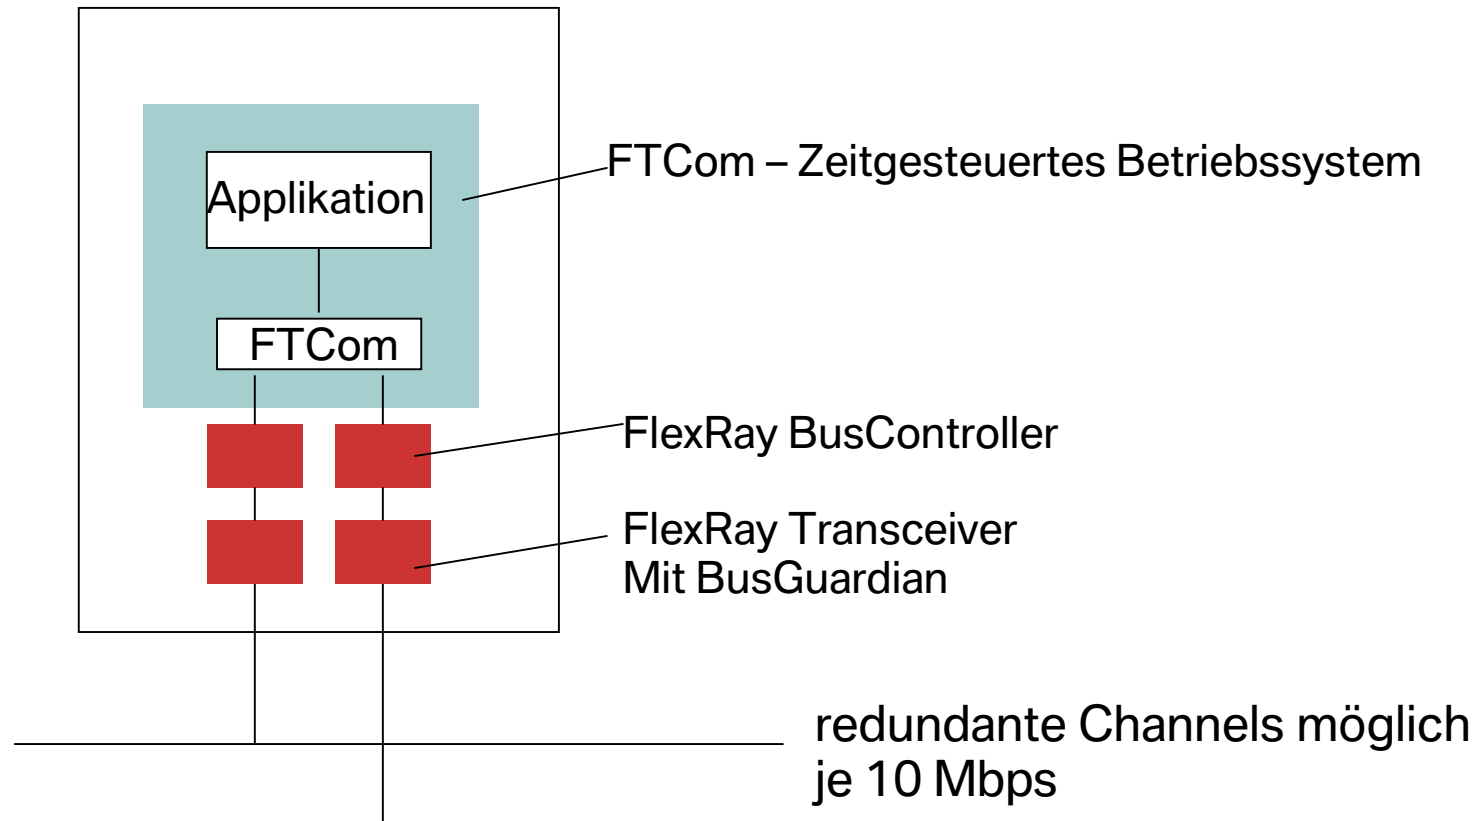 Applikation
FTCom – Zeitgesteuertes Betriebssystem
FTCom
FlexRay BusController
FlexRay Transceiver
Mit BusGuardian
redundante Channels möglich
je 10 Mbps